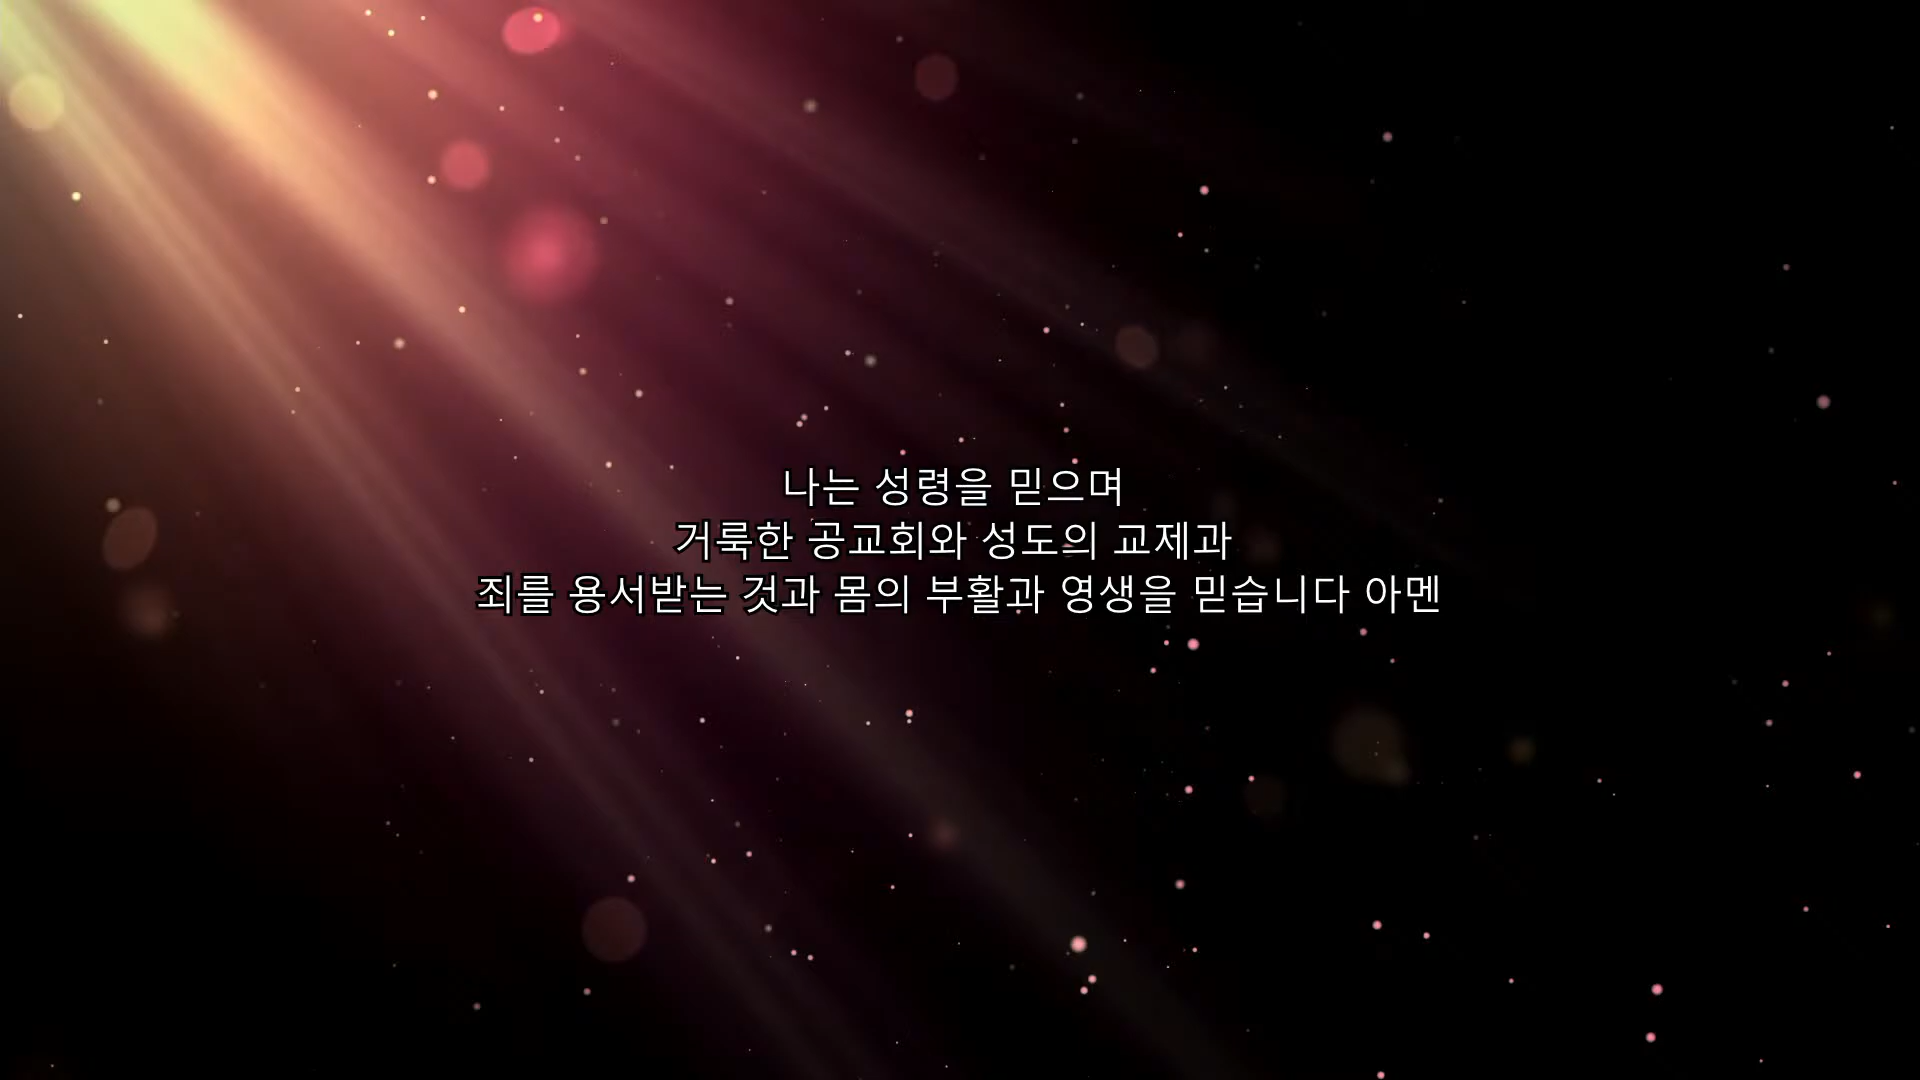 나는 성령을 믿으며
거룩한 공교회와 성도의 교제과
죄를 용서받는 것과 몸의 부활과 영생을 믿습니다 아멘